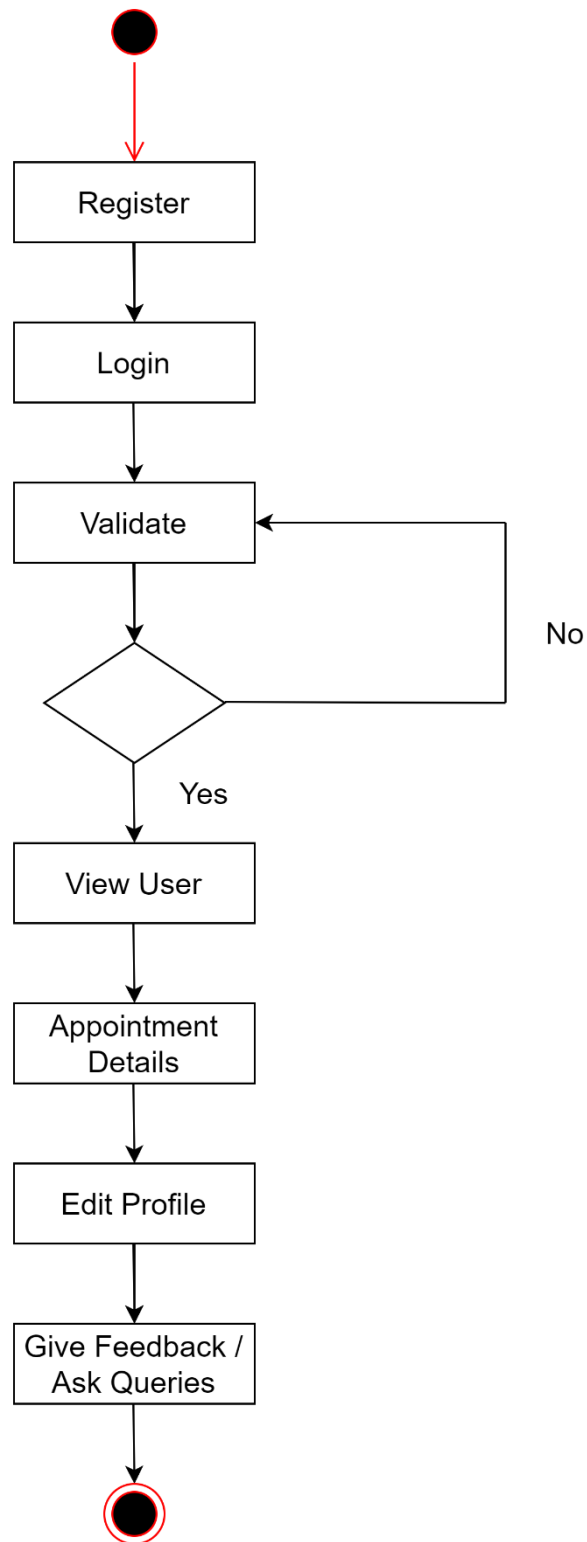 Register
Login
Validate
No
Yes
View User
Appointment
Details
Edit Profile
Give Feedback /
Ask Queries